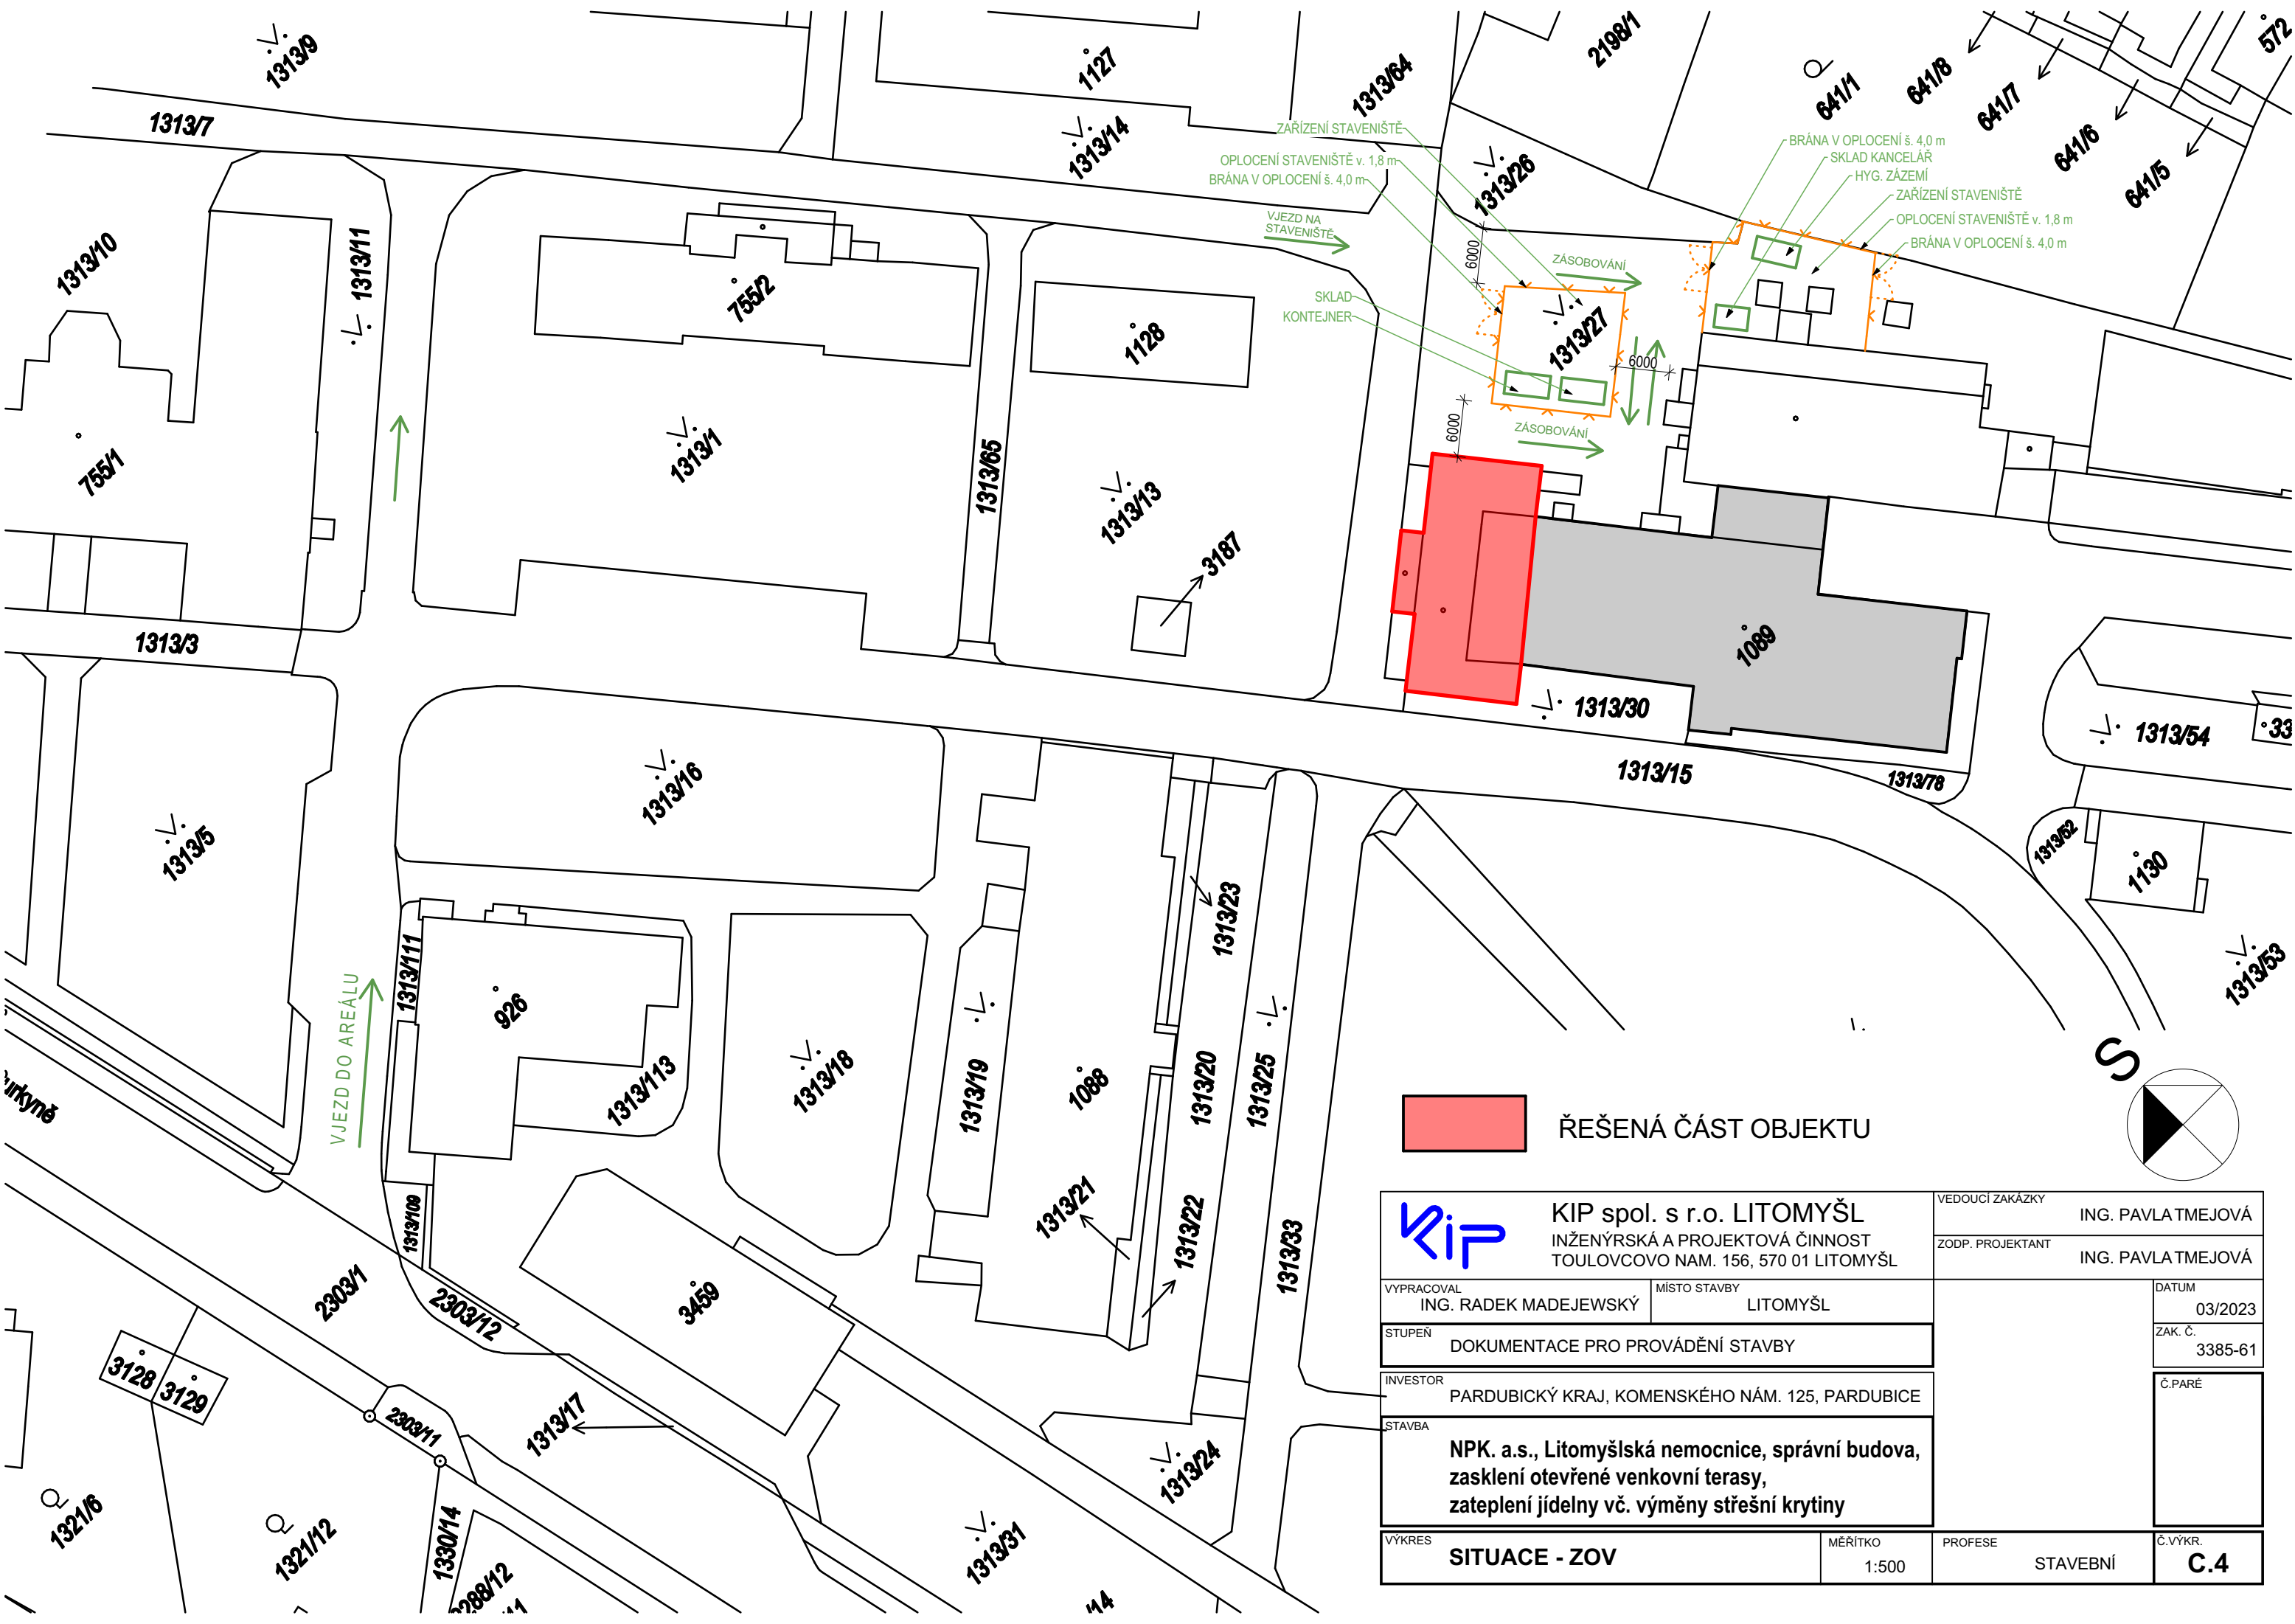 1313/9
1127
1313/64
2198/1
641/1
641/8
641/7
641/6
641/5
572
1313/7
1313/14
ZAŘÍZENÍ STAVENIŠTĚ
OPLOCENÍ STAVENIŠTĚ v. 1,8 m
BRÁNA V OPLOCENÍ š. 4,0 m
1313/26
BRÁNA V OPLOCENÍ š. 4,0 m
SKLAD KANCELÁŘ
HYG. ZÁZEMÍ
ZAŘÍZENÍ STAVENIŠTĚ
OPLOCENÍ STAVENIŠTĚ v. 1,8 m
BRÁNA V OPLOCENÍ š. 4,0 m
VJEZD NA
STAVENIŠTĚ
6000
ZÁSOBOVÁNÍ
1313/10
1313/11
755/2
1128
SKLAD
KONTEJNER
1313/27
6000
6000
ZÁSOBOVÁNÍ
755/1
1313/1
1313/65
1313/13
3187
1313/3
1089
1313/30
1313/54
33
1313/15
1313/78
1313/16
1313/5
1313/52
1130
1313/53
1313/23
1313/11
926
VJEZD DO AREÁLU
1313/113
1313/18
1313/19
1088
1313/20
1313/25
urkyně
1313/21
1313/22
1313/33
1313/109
2303/1
2303/12
3459
3128
3129
2303/11
1313/17
1313/24
1321/6
1321/12
1330/14
288/12
1313/31
/14
S
ŘEŠENÁ ČÁST OBJEKTU
KIP
KIP spol. s r.o. LITOMYŠL
INŽENÝRSKÁ A PROJEKTOVÁ ČINNOST
TOULOVCOVO NAM. 156, 570 01 LITOMYŠL
VEDOUCÍ ZAKÁZKY
ING. PAVLA TMEJOVÁ
ZODP. PROJEKTANT
ING. PAVLA TMEJOVÁ
VYPRACOVAL
ING. RADEK MADEJEWSKÝ
MÍSTO STAVBY
LITOMYŠL
DATUM
03/2023
STUPEŇ
DOKUMENTACE PRO PROVÁDĚNÍ STAVBY
ZAK. Č.
3385-61
INVESTOR
PARDUBICKÝ KRAJ, KOMENSKÉHO NÁM. 125, PARDUBICE
Č.PARÉ
STAVBA
NPK. a.s., Litomyšlská nemocnice, správní budova,
zasklení otevřené venkovní terasy,
zateplení jídelny vč. výměny střešní krytiny
VÝKRES
SITUACE - ZOV
MĚŘÍTKO
1:500
PROFESE
STAVEBNÍ
Č.VÝKR.
C.4